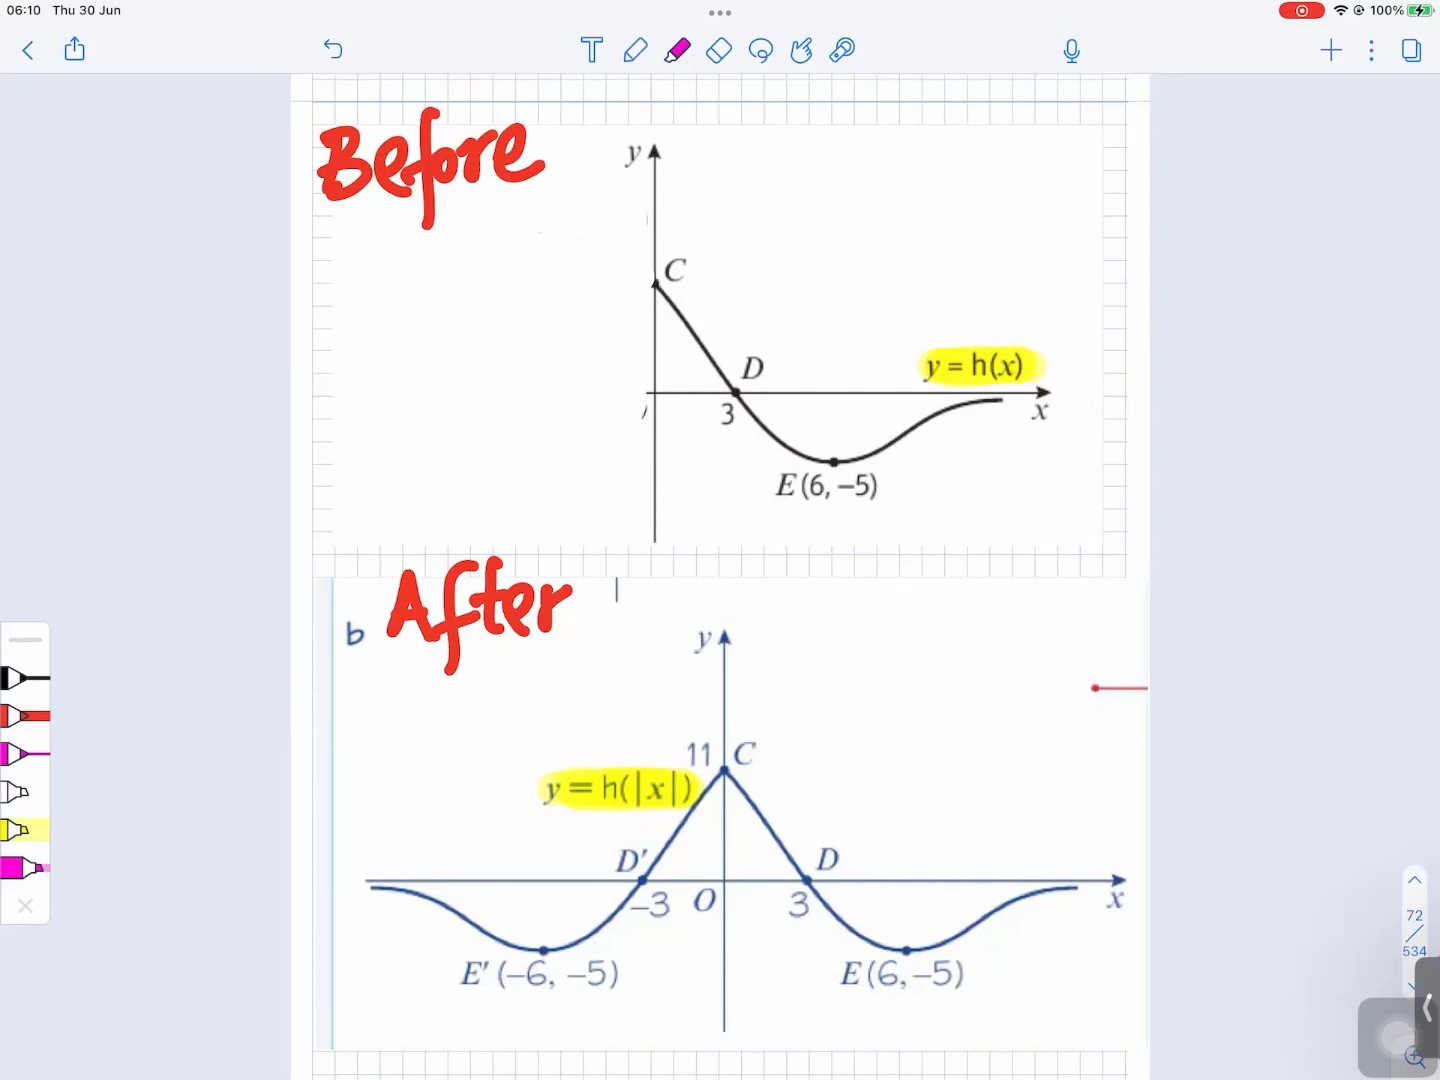 06:10 Thu 30 Jun
100%
T
Before
y
C
D
y = h(x)
3
x
E(6, −5)
After
b
y
11 C
y = h(|x|)
D′ D
−3 O 3 x
E′(−6, −5) E(6, −5)
72
534